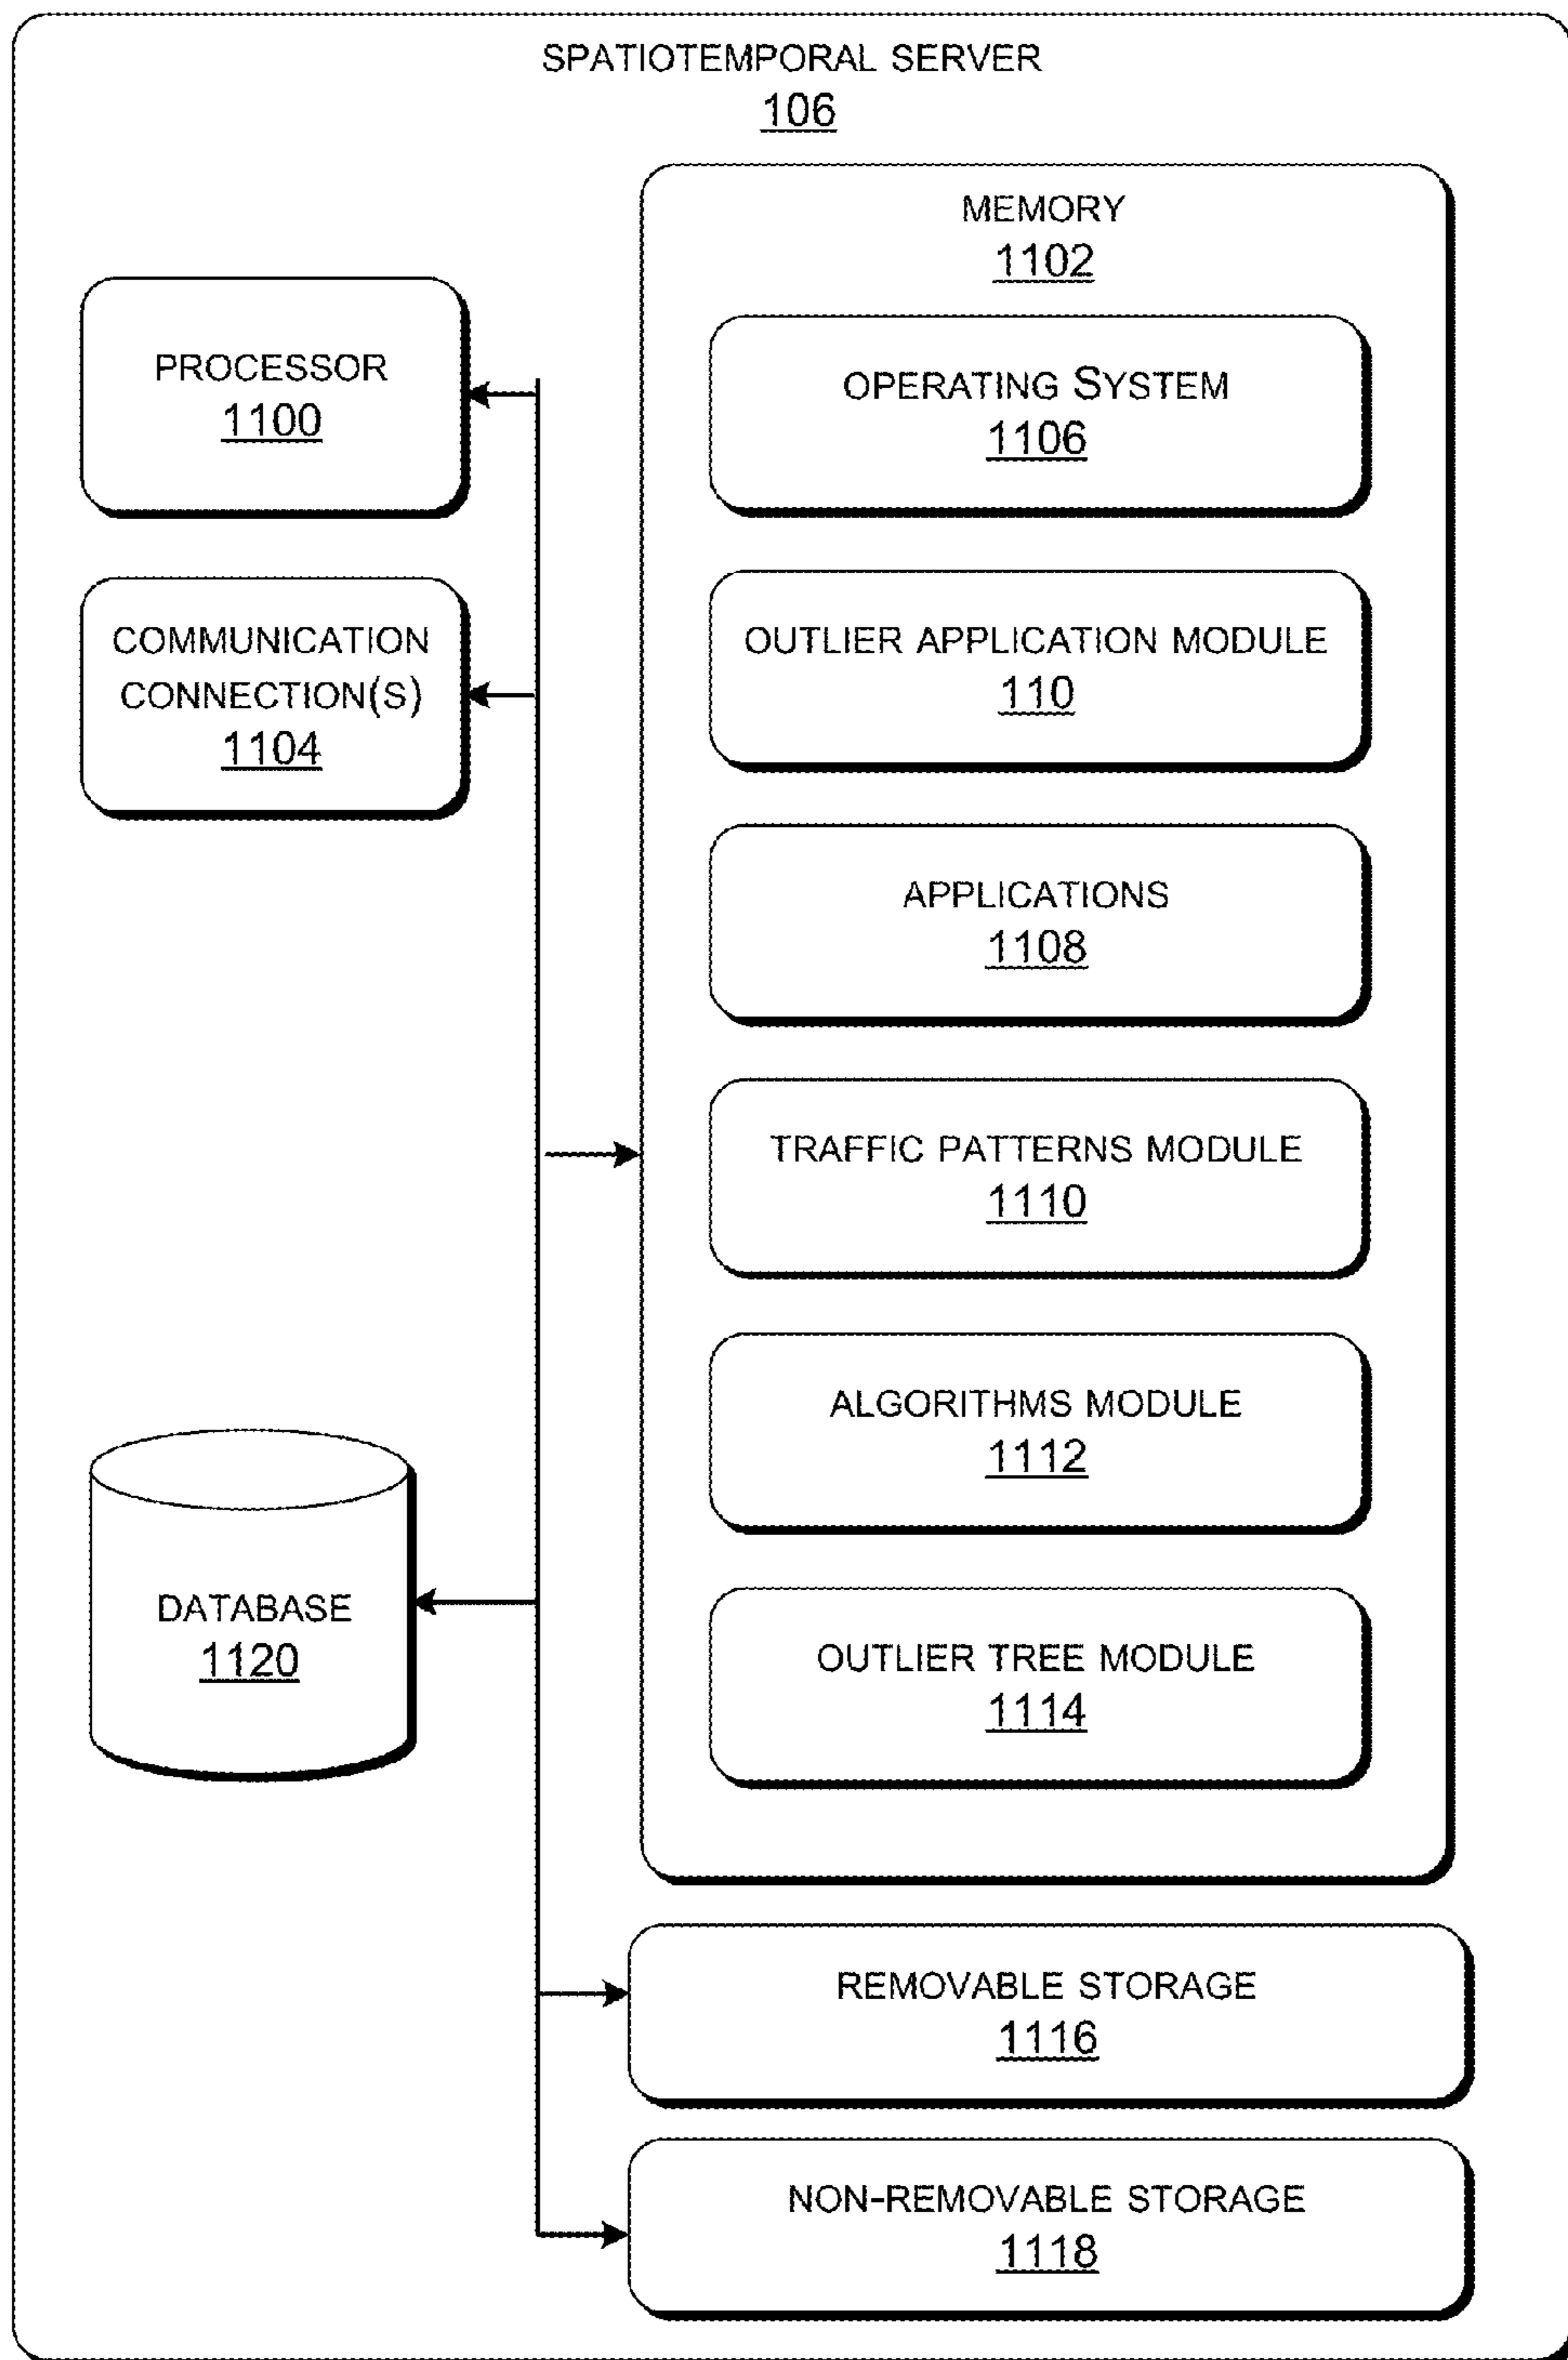 SPATIOTEMPORAL SERVER
106
MEMORY
1102
PROCESSOR
1100
OPERATING SYSTEM
1106
COMMUNICATION
CONNECTION(S)
1104
OUTLIER APPLICATION MODULE
110
APPLICATIONS
1108
TRAFFIC PATTERNS MODULE
1110
ALGORITHMS MODULE
1112
DATABASE
1120
OUTLIER TREE MODULE
1114
REMOVABLE STORAGE
1116
NON-REMOVABLE STORAGE
1118